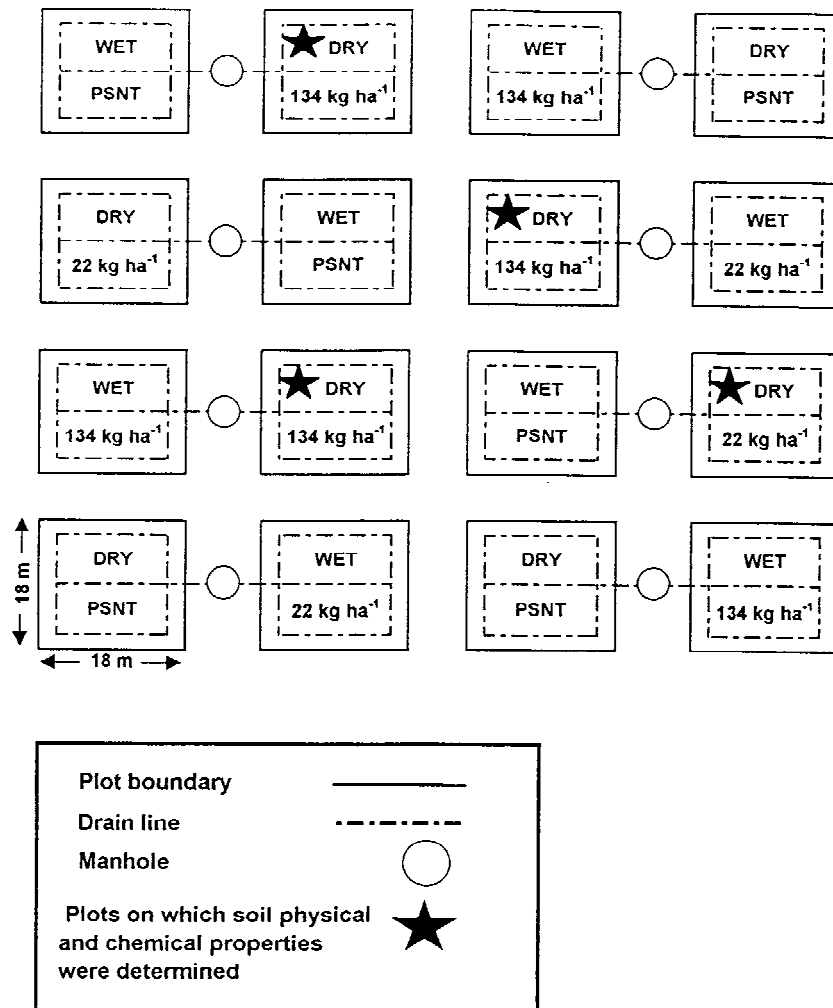 WET
PSNT
DRY
134 kg ha⁻¹
WET
134 kg ha⁻¹
DRY
PSNT
DRY
22 kg ha⁻¹
WET
PSNT
DRY
134 kg ha⁻¹
WET
22 kg ha⁻¹
WET
134 kg ha⁻¹
DRY
134 kg ha⁻¹
WET
PSNT
DRY
22 kg ha⁻¹
18 m
DRY
PSNT
WET
22 kg ha⁻¹
DRY
PSNT
WET
134 kg ha⁻¹
18 m
Plot boundary
Drain line
Manhole
Plots on which soil physical
and chemical properties
were determined